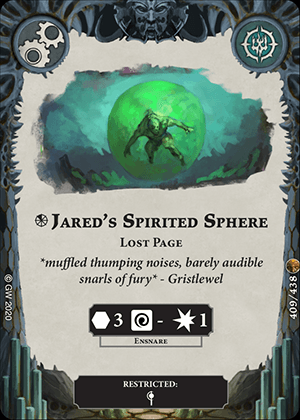 JARED'S SPIRITED SPHERE
LOST PAGE
*muffled thumping noises, barely audible
snarls of fury* - Gristlewel
3 - 1
ENSNARE
RESTRICTED:
© GW 2020
409/438